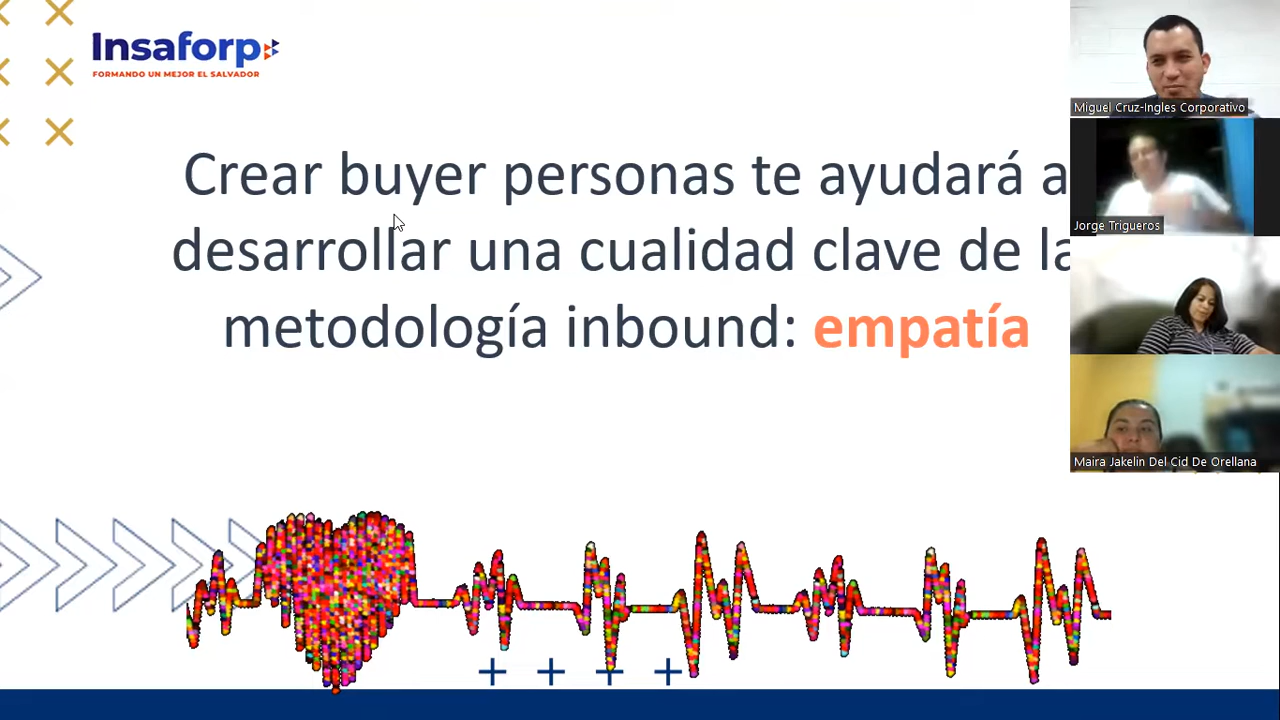 Insaforp
FORMANDO UN MEJOR EL SALVADOR
Crear buyer personas te ayudará a
desarrollar una cualidad clave de la
metodología inbound: empatía
Miguel Cruz-Ingles Corporativo
Jorge Trigueros
Maira Jakelin Del Cid De Orellana